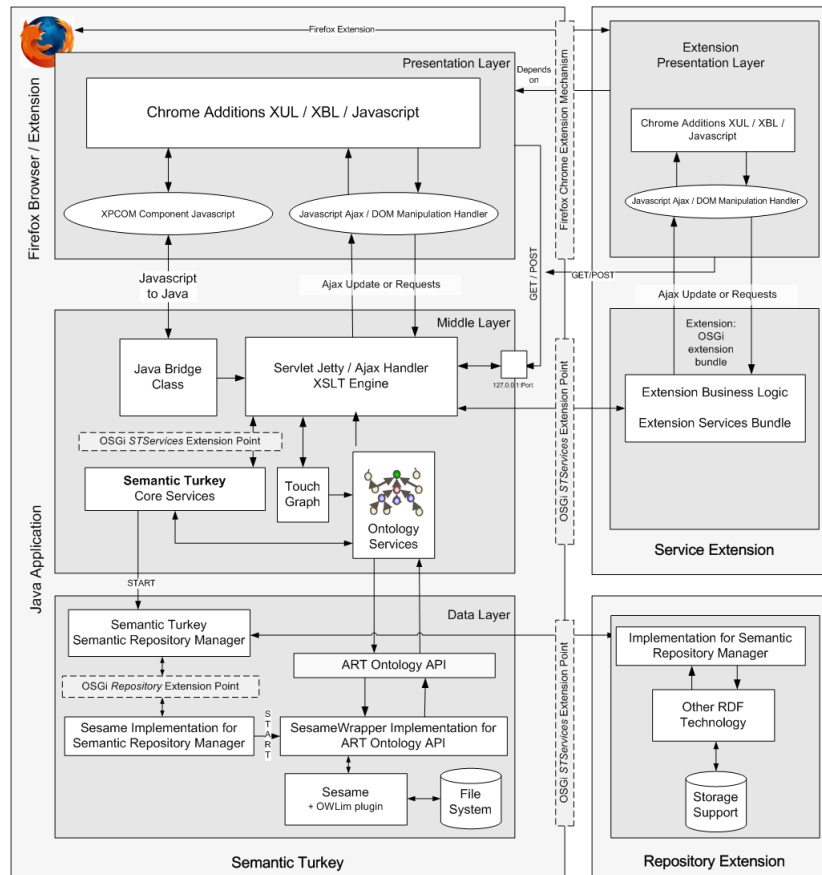 Firefox Extension
Presentation Layer
Chrome Additions XUL / XBL / Javascript
XPCOM Component Javascript
Javascript Ajax / DOM Manipulation Handler
Firefox Browser / Extension
Depends
on
Firefox Chrome Extension Mechanism
Extension
Presentation Layer
Chrome Additions XUL / XBL /
Javascript
Javascript Ajax / DOM Manipulation Handler
Javascript
to Java
Ajax Update or Requests
GET / POST
GET/POST
Ajax Update or Requests
Middle Layer
Java Bridge
Class
Servlet Jetty / Ajax Handler
XSLT Engine
127.0.0.1:Port
OSGi STServices Extension Point
Extension:
OSGi
extension
bundle
Extension Business Logic
Extension Services Bundle
OSGi STServices Extension Point
Semantic Turkey
Core Services
Touch
Graph
Ontology
Services
Service Extension
Java Application
START
Data Layer
Semantic Turkey
Semantic Repository Manager
OSGi Repository Extension Point
Sesame Implementation for
Semantic Repository Manager
START
ART Ontology API
SesameWrapper Implementation for
ART Ontology API
Sesame
+ OWLim plugin
File
System
OSGi STServices Extension Point
Implementation for Semantic
Repository Manager
Other RDF
Technology
Storage
Support
Semantic Turkey
Repository Extension